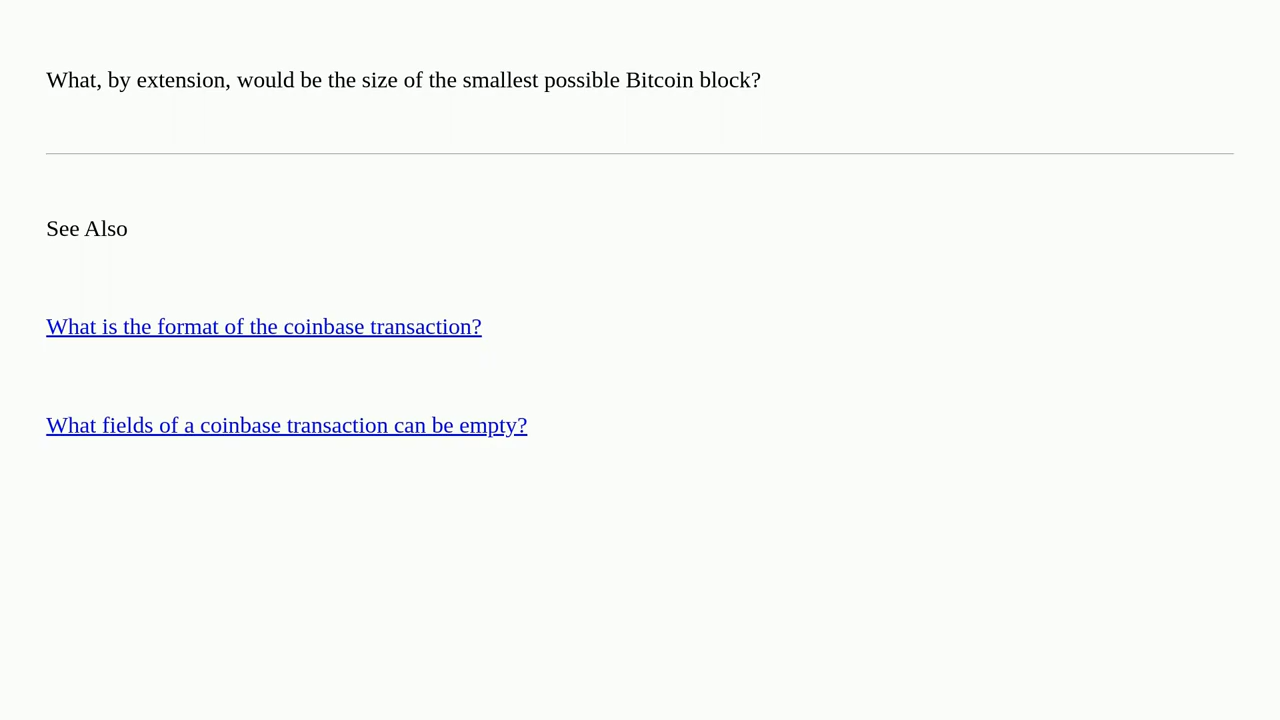 What, by extension, would be the size of the smallest possible Bitcoin block?
See Also
What is the format of the coinbase transaction?
What fields of a coinbase transaction can be empty?